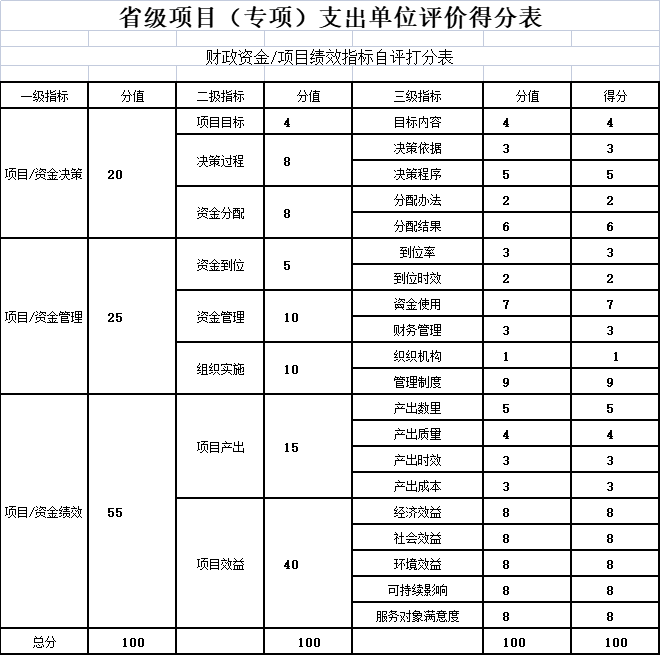 省级项目（专项）支出单位评价得分表
财政资金/项目绩效指标自评打分表
一级指标 分值 二极指标 分值 三级指标 分值 得分
项目/资金决策 20 项目目标 4 目标内容 4 4
决策过程 8 决策依据 3 3
决策程序 5 5
资金分配 8 分配办法 2 2
分配结果 6 6
项目/资金管理 25 资金到位 5 到位率 3 3
到位时效 2 2
资金管理 10 资金使用 7 7
财务管理 3 3
组织实施 10 组织机构 1 1
管理制度 9 9
项目/资金绩效 55 项目产出 15 产出数里 5 5
产出质里 4 4
产出时效 3 3
产出成本 3 3
项目效益 40 经济效益 8 8
社会效益 8 8
环境效益 8 8
可持续影响 8 8
服务对象满意度 8 8
总分 100 100 100 100